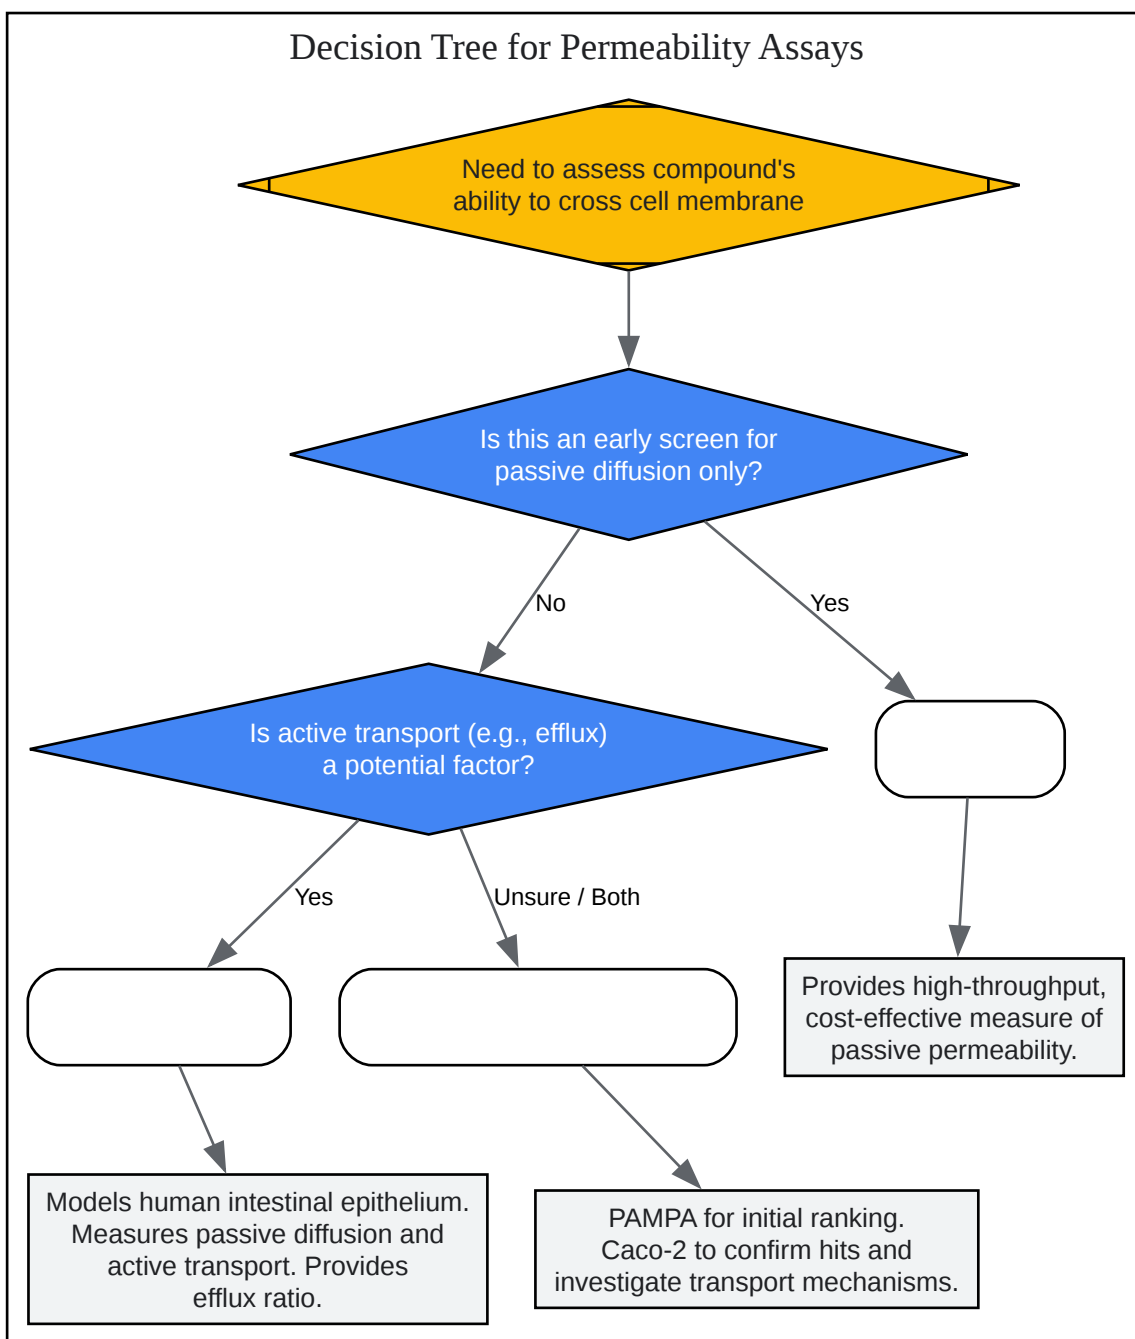 Decision Tree for Permeability Assays
Need to assess compound's
ability to cross cell membrane
Is this an early screen for
passive diffusion only?
No
Yes
Is active transport (e.g., efflux)
a potential factor?
Yes
Unsure / Both
Provides high-throughput,
cost-effective measure of
passive permeability.
Models human intestinal epithelium.
Measures passive diffusion and
active transport. Provides
efflux ratio.
PAMPA for initial ranking.
Caco-2 to confirm hits and
investigate transport mechanisms.